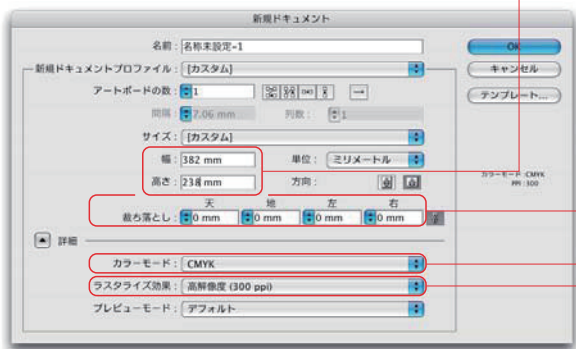 新規ドキュメント
名前：名称未設定-1
OK
新規ドキュメントプロファイル：[カスタム]
キャンセル
アートボードの数：1
テンプレート...
間隔：7.06 mm 列数：1
サイズ：[カスタム]
幅：382 mm 単位：ミリメートル
高さ：238 mm 方向：
カラーモード：CMYK
PPI：300
天 地 左 右
裁ち落とし：0 mm 0 mm 0 mm 0 mm
詳細
カラーモード：CMYK
ラスタライズ効果：高解像度 (300 ppi)
プレビューモード：デフォルト